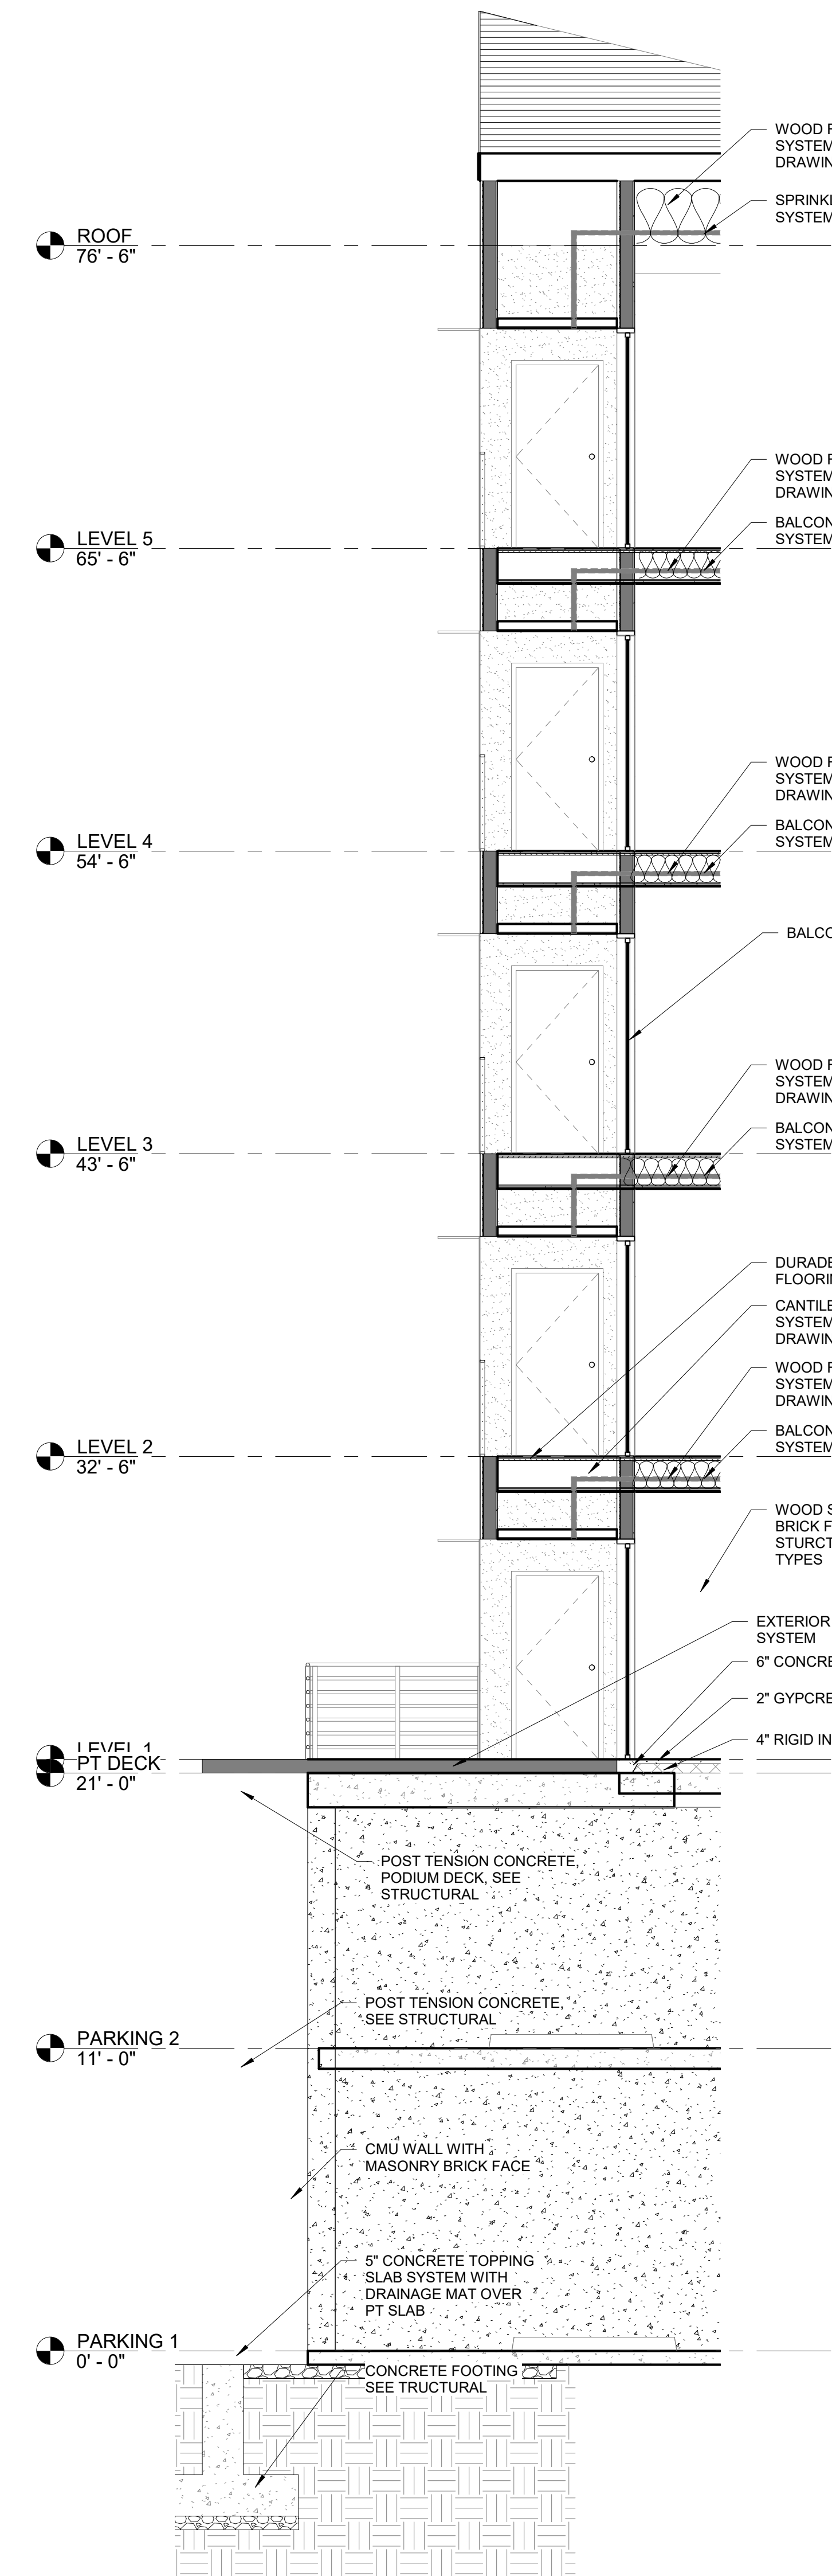 WOOD
SYSTEM
DRAWIN
SPRINKL
SYSTEM
ROOF
76' - 6"
WOOD
SYSTEM
DRAWIN
BALCON
SYSTEM
LEVEL 5
65' - 6"
WOOD
SYSTEM
DRAWIN
BALCON
SYSTEM
LEVEL 4
54' - 6"
BALCO
WOOD
SYSTEM
DRAWIN
BALCON
SYSTEM
LEVEL 3
43' - 6"
DURADE
FLOORIN
CANTILE
SYSTEM
DRAWIN
WOOD
SYSTEM
DRAWIN
BALCON
SYSTEM
LEVEL 2
32' - 6"
WOOD S
BRICK F
STURCT
TYPES
EXTERIOR
SYSTEM
6" CONCRE
2" GYPCRE
4" RIGID IN
LEVEL 1
PT DECK
21' - 0"
POST TENSION CONCRETE,
PODIUM DECK, SEE
STRUCTURAL
POST TENSION CONCRETE,
SEE STRUCTURAL
PARKING 2
11' - 0"
CMU WALL WITH
MASONRY BRICK FACE
5" CONCRETE TOPPING
SLAB SYSTEM WITH
DRAINAGE MAT OVER
PT SLAB
PARKING 1
0' - 0"
CONCRETE FOOTING
SEE TRUCTURAL